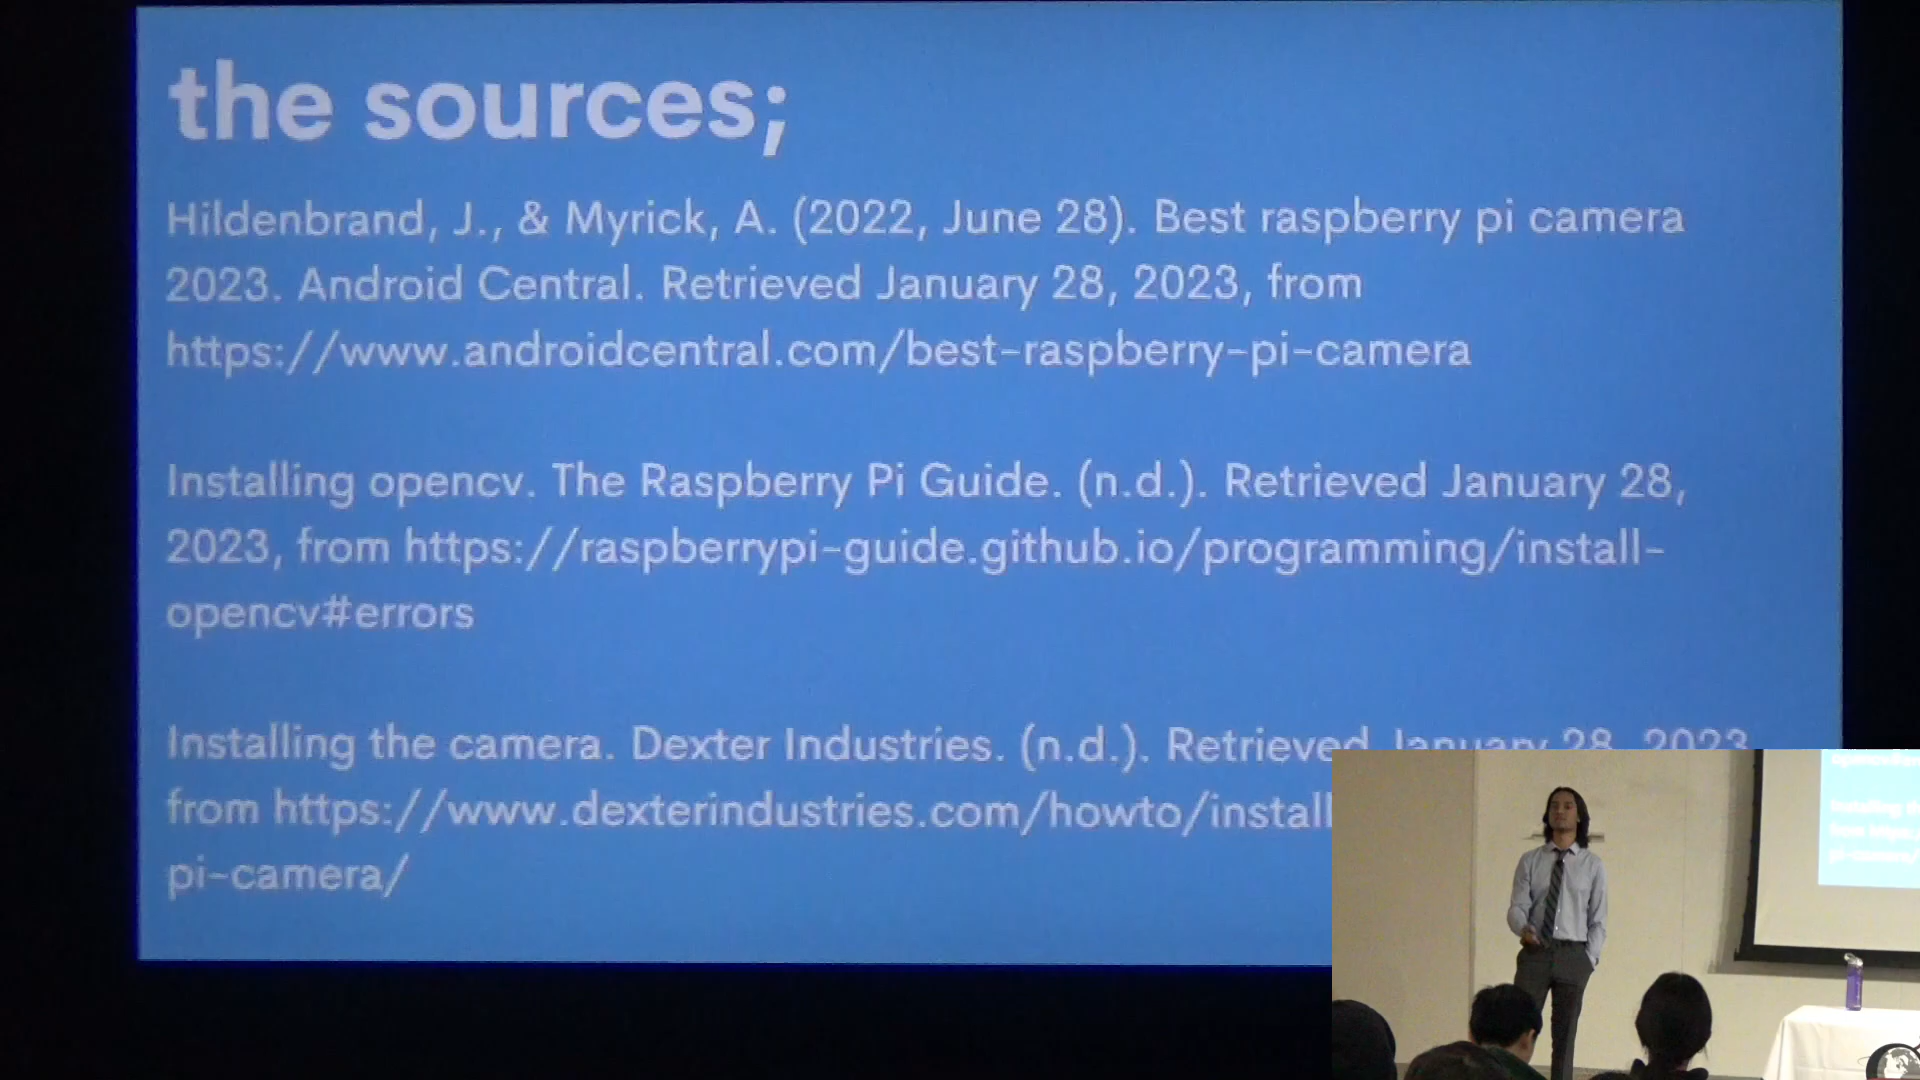 the sources;
Hildenbrand, J., & Myrick, A. (2022, June 28). Best raspberry pi camera
2023. Android Central. Retrieved January 28, 2023, from
https://www.androidcentral.com/best-raspberry-pi-camera
Installing opencv. The Raspberry Pi Guide. (n.d.). Retrieved January 28,
2023, from https://raspberrypi-guide.github.io/programming/install-
opencv#errors
Installing the camera. Dexter Industries. (n.d.). Retrieved January 28, 2023
from https://www.dexterindustries.com/howto/install
pi-camera/